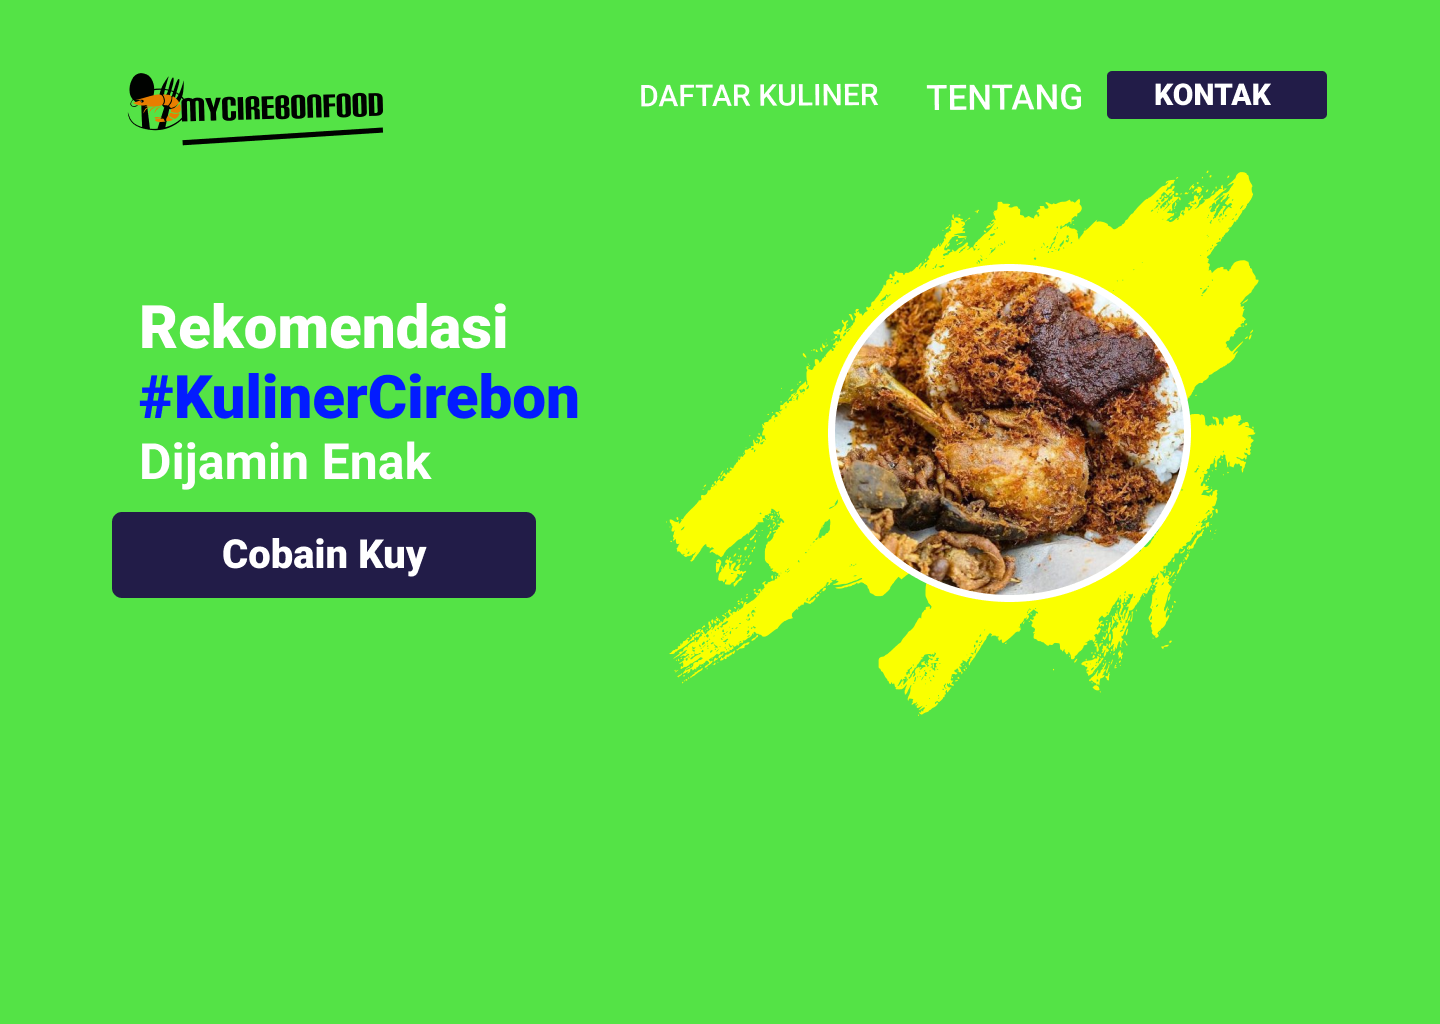 MYCIREBONFOOD
DAFTAR KULINER
TENTANG
KONTAK
Rekomendasi
#KulinerCirebon
Dijamin Enak
Cobain Kuy